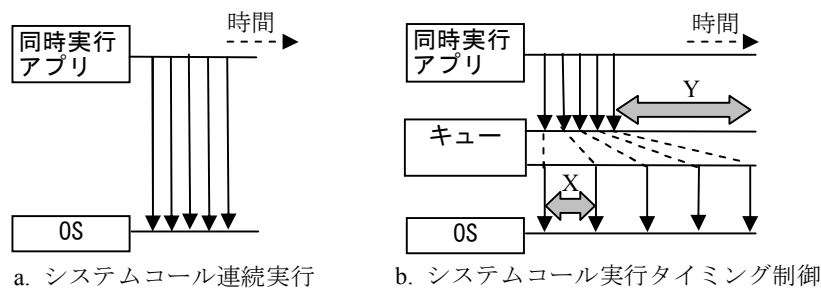 時間
同時実行
アプリ
OS
a. システムコール連続実行
時間
同時実行
アプリ
Y
キュー
X
OS
b. システムコール実行タイミング制御